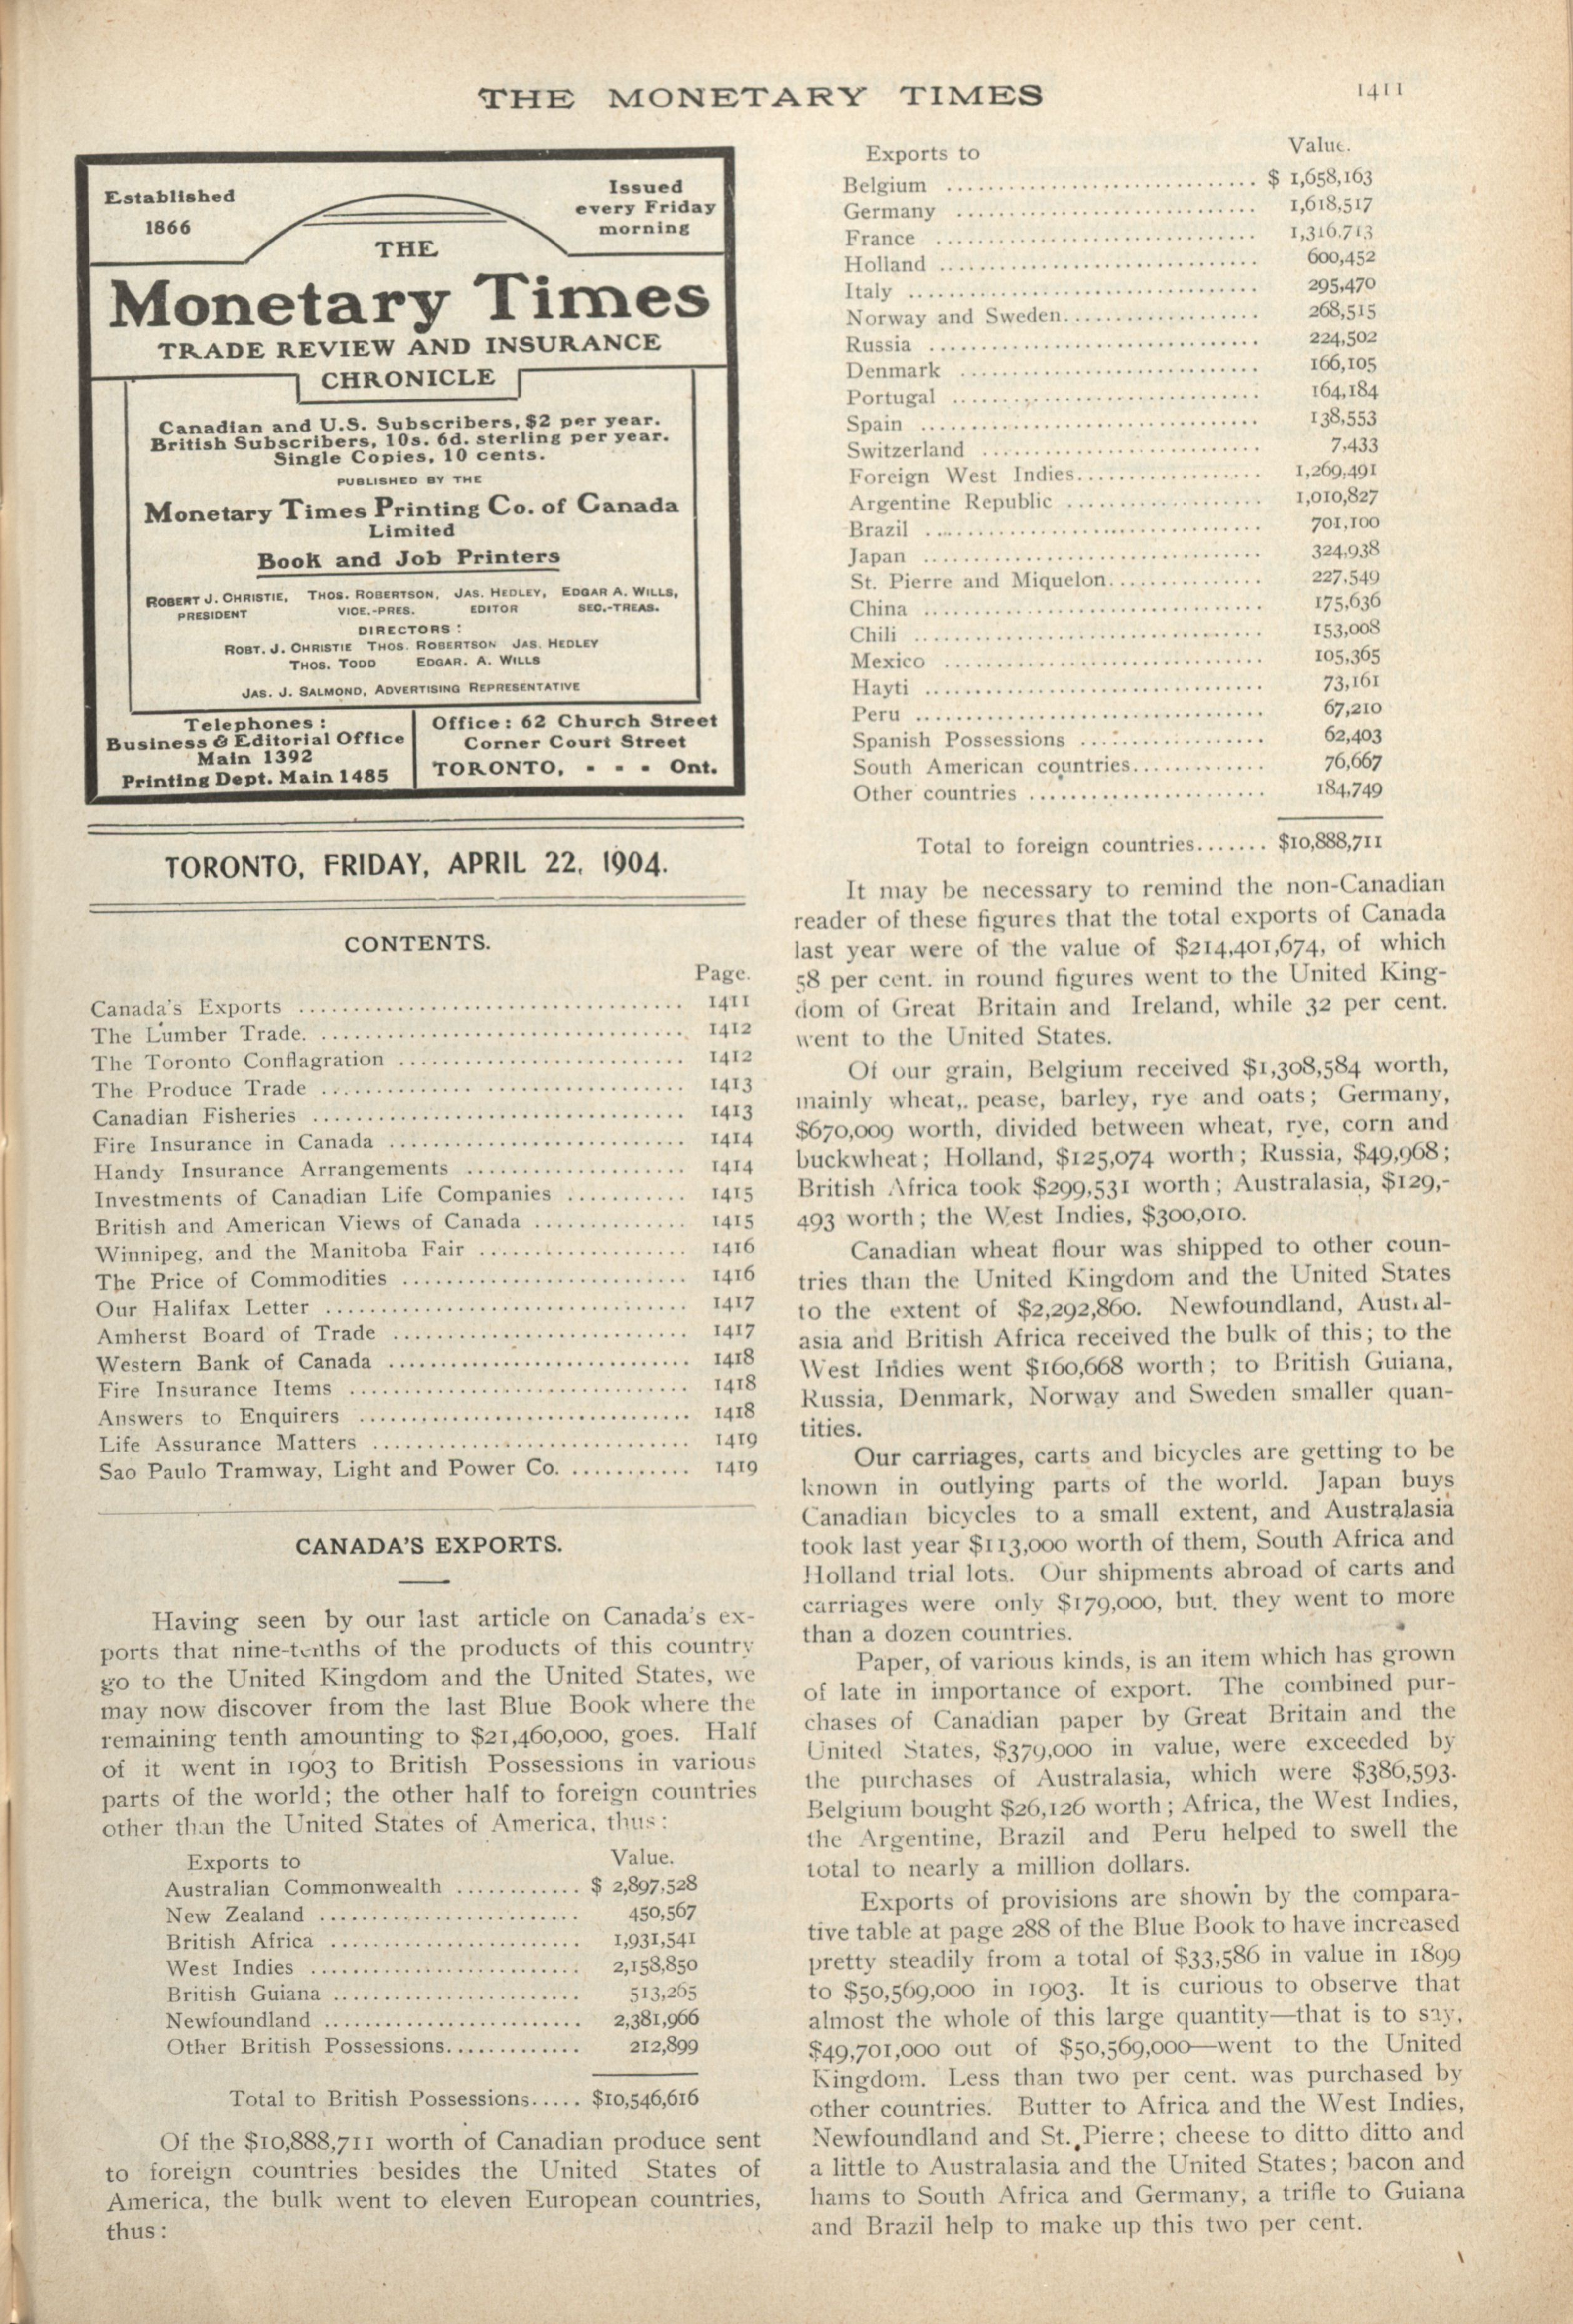 THE MONETARY TIMES
1411
Established
1866
Issued
every Friday
morning
THE
Monetary Times
TRADE REVIEW AND INSURANCE
CHRONICLE
Canadian and U.S. Subscribers, $2 per year.
British Subscribers, 10s. 6d. sterling per year.
Single Copies, 10 cents.
PUBLISHED BY THE
Monetary Times Printing Co. of Canada
Limited
Book and Job Printers
ROBERT J. CHRISTIE, THOS. ROBERTSON, JAS. HEDLEY, EDGAR A. WILLS,
PRESIDENT VICE.-PRES. EDITOR SEC.-TREAS.
DIRECTORS :
ROBT. J. CHRISTIE THOS. ROBERTSON JAS. HEDLEY
THOS. TODD EDGAR. A. WILLS
JAS. J. SALMOND, ADVERTISING REPRESENTATIVE
Telephones :
Business & Editorial Office
Main 1392
Printing Dept. Main 1485
Office : 62 Church Street
Corner Court Street
TORONTO, - - - Ont.
TORONTO, FRIDAY, APRIL 22, 1904.
CONTENTS.
Page.
Canada's Exports .................................. 1411
The Lumber Trade. ................................ 1412
The Toronto Conflagration ......................... 1412
The Produce Trade ................................ 1413
Canadian Fisheries ................................. 1413
Fire Insurance in Canada ........................... 1414
Handy Insurance Arrangements .................... 1414
Investments of Canadian Life Companies ........... 1415
British and American Views of Canada .............. 1415
Winnipeg, and the Manitoba Fair ................... 1416
The Price of Commodities .......................... 1416
Our Halifax Letter ................................. 1417
Amherst Board of Trade ........................... 1417
Western Bank of Canada ........................... 1418
Fire Insurance Items ............................... 1418
Answers to Enquirers .............................. 1418
Life Assurance Matters ............................. 1419
Sao Paulo Tramway, Light and Power Co. ........... 1419
CANADA'S EXPORTS.
Having seen by our last article on Canada's ex-
ports that nine-tenths of the products of this country
go to the United Kingdom and the United States, we
may now discover from the last Blue Book where the
remaining tenth amounting to $21,460,000, goes. Half
of it went in 1903 to British Possessions in various
parts of the world; the other half to foreign countries
other than the United States of America, thus:
Exports to Value.
Australian Commonwealth ............ $ 2,897,528
New Zealand ......................... 450,567
British Africa ........................ 1,931,541
West Indies .......................... 2,158,850
British Guiana ........................ 513,265
Newfoundland ........................ 2,381,966
Other British Possessions............. 212,899
Total to British Possessions..... $10,546,616
Of the $10,888,711 worth of Canadian produce sent
to foreign countries besides the United States of
America, the bulk went to eleven European countries,
thus:
Exports to Value.
Belgium .............................. $ 1,658,163
Germany ............................. 1,618,517
France ............................... 1,316,713
Holland .............................. 600,452
Italy ................................. 295,470
Norway and Sweden................... 268,515
Russia ............................... 224,502
Denmark ............................. 166,105
Portugal ............................. 164,184
Spain ................................ 138,553
Switzerland .......................... 7,433
Foreign West Indies.................. 1,269,491
Argentine Republic ................... 1,010,827
Brazil ................................ 701,100
Japan ................................ 324,938
St. Pierre and Miquelon............... 227,549
China ................................ 175,636
Chili ................................. 153,008
Mexico .............................. 105,365
Hayti ................................ 73,161
Peru ................................. 67,210
Spanish Possessions .................. 62,403
South American countries............. 76,667
Other countries ....................... 184,749
Total to foreign countries....... $10,888,711
It may be necessary to remind the non-Canadian
reader of these figures that the total exports of Canada
last year were of the value of $214,401,674, of which
58 per cent. in round figures went to the United King-
dom of Great Britain and Ireland, while 32 per cent.
went to the United States.
Of our grain, Belgium received $1,308,584 worth,
mainly wheat, pease, barley, rye and oats; Germany,
$670,009 worth, divided between wheat, rye, corn and
buckwheat; Holland, $125,074 worth; Russia, $49,968;
British Africa took $299,531 worth; Australasia, $129,-
493 worth; the West Indies, $300,010.
Canadian wheat flour was shipped to other coun-
tries than the United Kingdom and the United States
to the extent of $2,292,860. Newfoundland, Austral-
asia and British Africa received the bulk of this; to the
West Indies went $160,668 worth; to British Guiana,
Russia, Denmark, Norway and Sweden smaller quan-
tities.
Our carriages, carts and bicycles are getting to be
known in outlying parts of the world. Japan buys
Canadian bicycles to a small extent, and Australasia
took last year $113,000 worth of them, South Africa and
Holland trial lots. Our shipments abroad of carts and
carriages were only $179,000, but. they went to more
than a dozen countries.
Paper, of various kinds, is an item which has grown
of late in importance of export. The combined pur-
chases of Canadian paper by Great Britain and the
United States, $379,000 in value, were exceeded by
the purchases of Australasia, which were $386,593.
Belgium bought $26,126 worth; Africa, the West Indies,
the Argentine, Brazil and Peru helped to swell the
total to nearly a million dollars.
Exports of provisions are shown by the compara-
tive table at page 288 of the Blue Book to have increased
pretty steadily from a total of $33,586 in value in 1899
to $50,569,000 in 1903. It is curious to observe that
almost the whole of this large quantity—that is to say,
$49,701,000 out of $50,569,000—went to the United
Kingdom. Less than two per cent. was purchased by
other countries. Butter to Africa and the West Indies,
Newfoundland and St. Pierre; cheese to ditto ditto and
a little to Australasia and the United States; bacon and
hams to South Africa and Germany, a trifle to Guiana
and Brazil help to make up this two per cent.